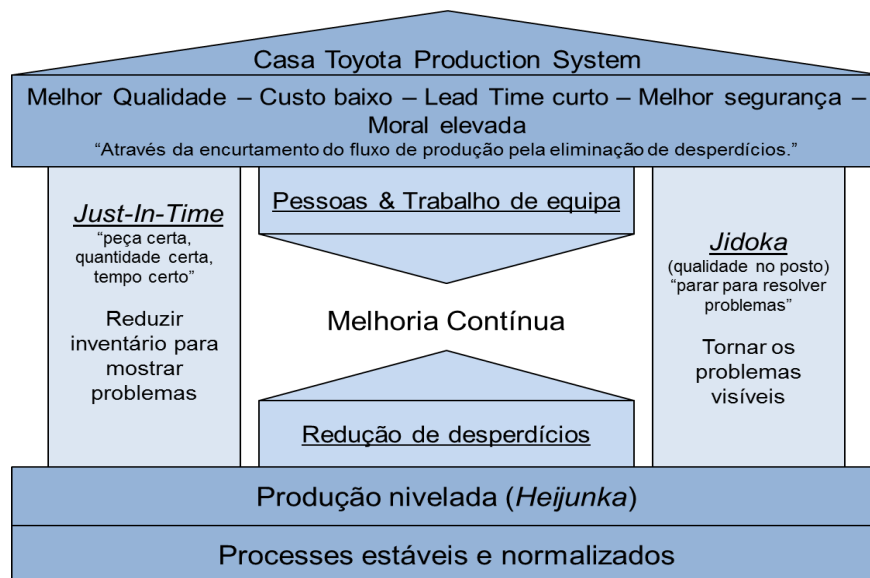 Casa Toyota Production System
Melhor Qualidade – Custo baixo – Lead Time curto – Melhor segurança –
Moral elevada
“Através da encurtamento do fluxo de produção pela eliminação de desperdícios.”
Just-In-Time
“peça certa,
quantidade certa,
tempo certo”
Reduzir
inventário para
mostrar
problemas
Pessoas & Trabalho de equipa
Melhoria Contínua
Redução de desperdícios
Jidoka
(qualidade no posto)
“parar para resolver
problemas”
Tornar os
problemas
visíveis
Produção nivelada (Heijunka)
Processes estáveis e normalizados